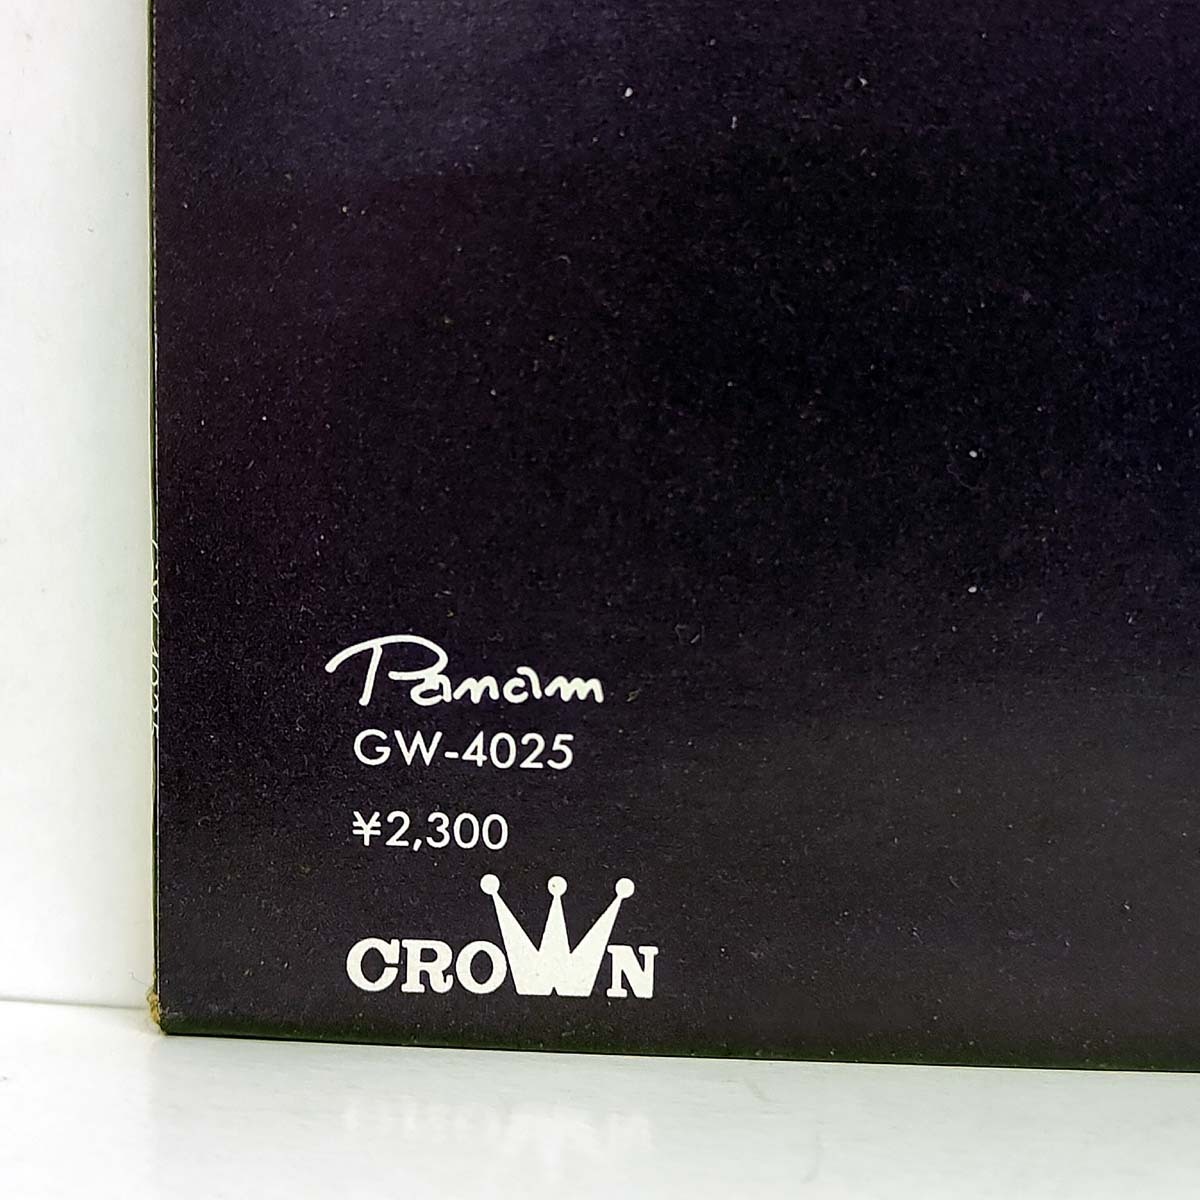 Panam
GW-4025
¥2,300
CROWN